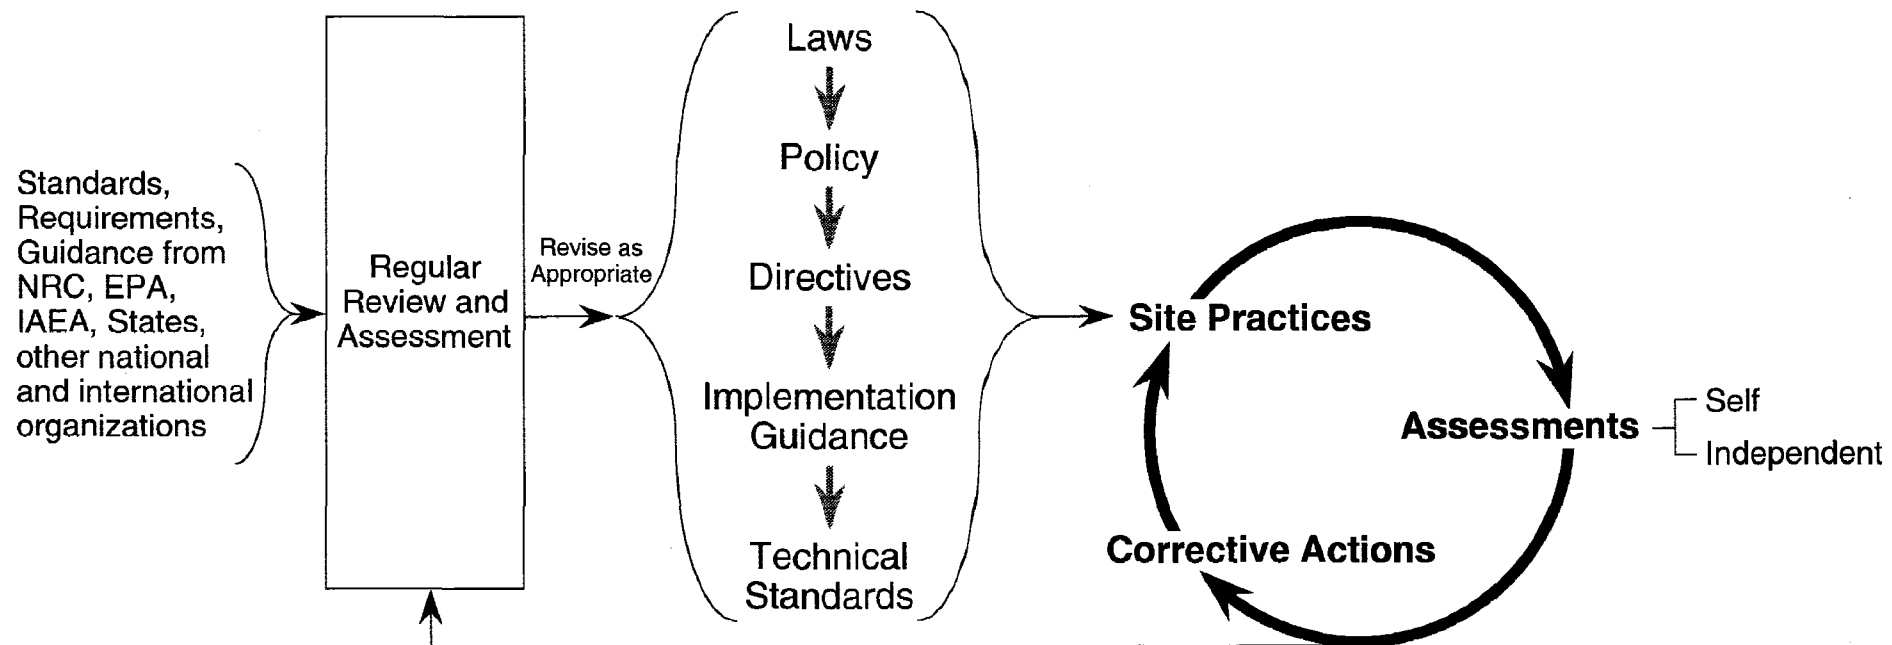 Standards,
Requirements,
Guidance from
NRC, EPA,
IAEA, States,
other national
and international
organizations
Regular
Review and
Assessment
Revise as
Appropriate
Laws
Policy
Directives
Implementation
Guidance
Technical
Standards
Site Practices
Assessments
Self
Independent
Corrective Actions